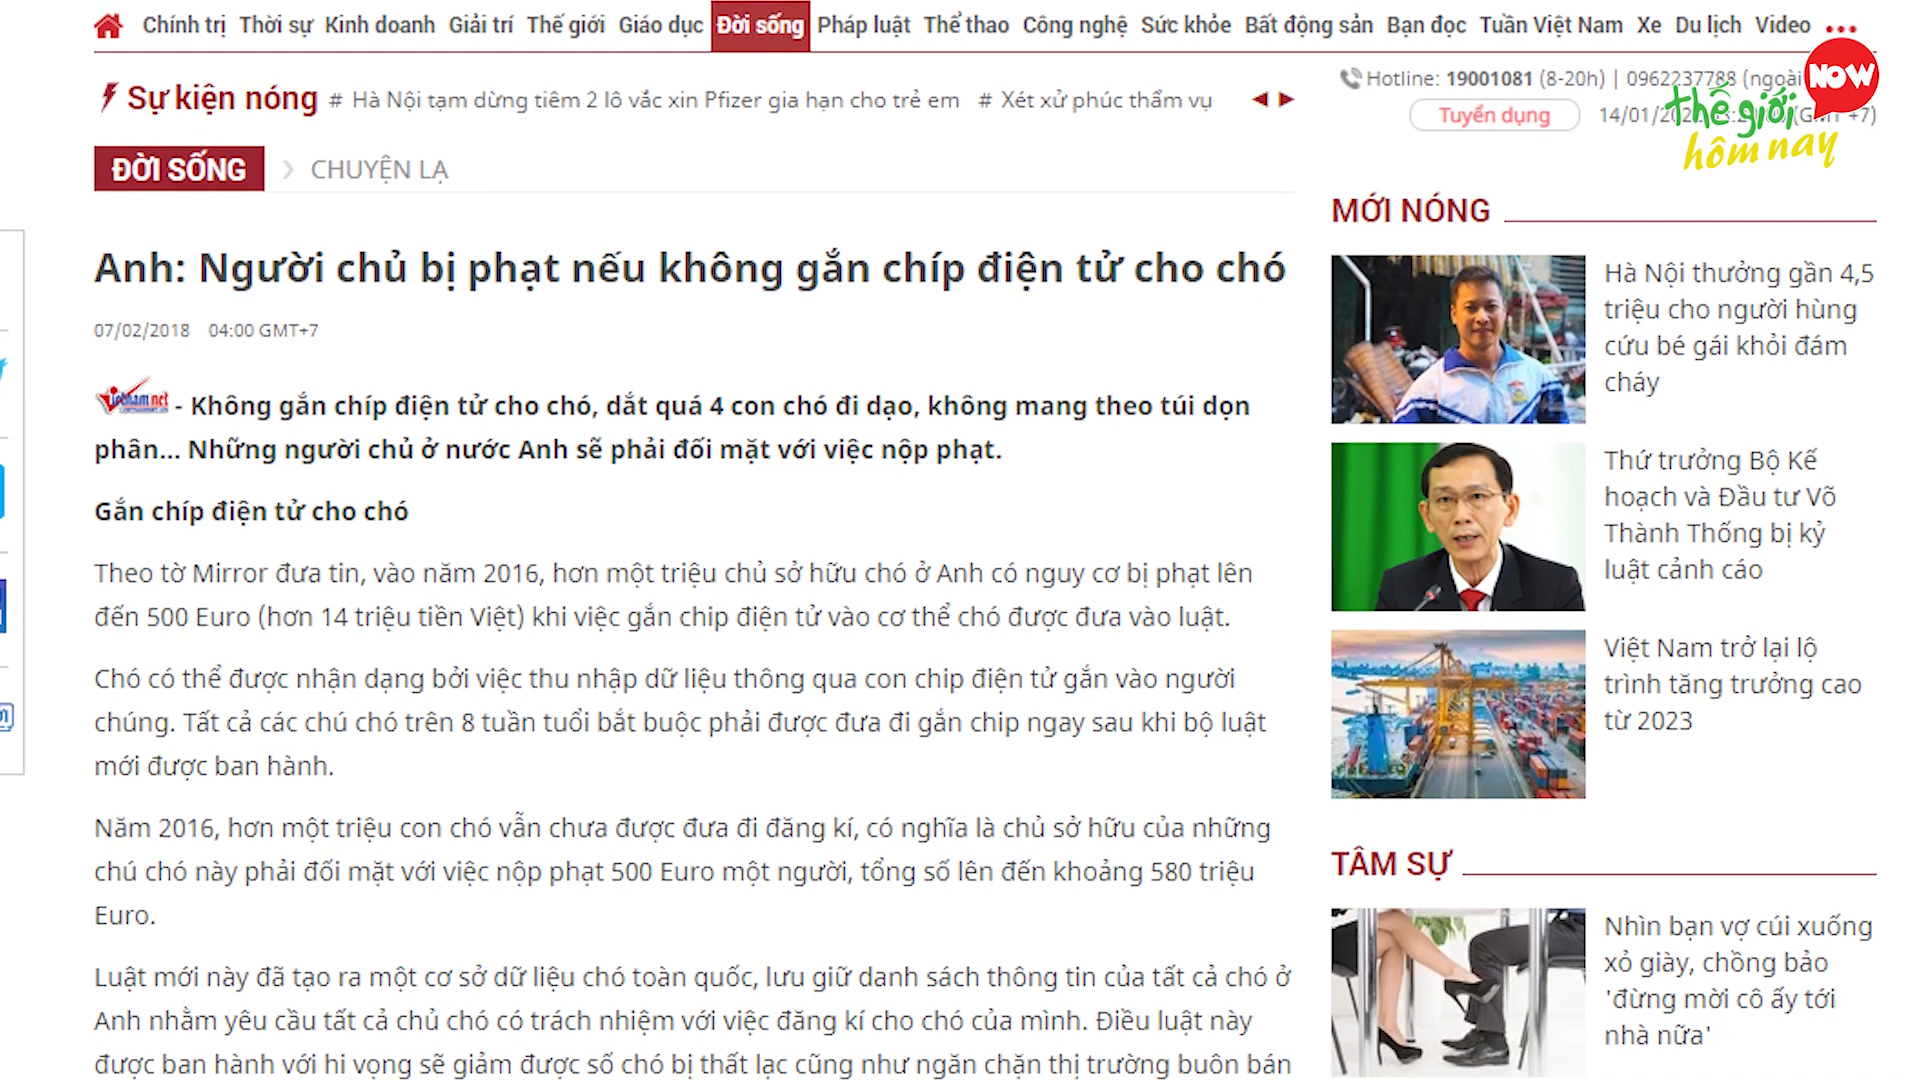 Chính trị Thời sự Kinh doanh Giải trí Thế giới Giáo dục Đời sống Pháp luật Thể thao Công nghệ Sức khỏe Bất động sản Bạn đọc Tuần Việt Nam Xe Du lịch Video
Sự kiện nóng # Hà Nội tạm dừng tiêm 2 lô vắc xin Pfizer gia hạn cho trẻ em # Xét xử phúc thẩm vụ
Hotline: 19001081 (8-20h) | 0962237788 (ngoài
NOW
Tuyển dụng 14/01/
thế giới
hôm nay
ĐỜI SỐNG CHUYỆN LẠ
Anh: Người chủ bị phạt nếu không gắn chíp điện tử cho chó
07/02/2018 04:00 GMT+7
Vietnamnet - Không gắn chíp điện tử cho chó, dắt quá 4 con chó đi dạo, không mang theo túi dọn
phân... Những người chủ ở nước Anh sẽ phải đối mặt với việc nộp phạt.
Gắn chíp điện tử cho chó
Theo tờ Mirror đưa tin, vào năm 2016, hơn một triệu chủ sở hữu chó ở Anh có nguy cơ bị phạt lên
đến 500 Euro (hơn 14 triệu tiền Việt) khi việc gắn chip điện tử vào cơ thể chó được đưa vào luật.
Chó có thể được nhận dạng bởi việc thu nhập dữ liệu thông qua con chip điện tử gắn vào người
chúng. Tất cả các chú chó trên 8 tuần tuổi bắt buộc phải được đưa đi gắn chip ngay sau khi bộ luật
mới được ban hành.
Năm 2016, hơn một triệu con chó vẫn chưa được đưa đi đăng kí, có nghĩa là chủ sở hữu của những
chú chó này phải đối mặt với việc nộp phạt 500 Euro một người, tổng số lên đến khoảng 580 triệu
Euro.
Luật mới này đã tạo ra một cơ sở dữ liệu chó toàn quốc, lưu giữ danh sách thông tin của tất cả chó ở
Anh nhằm yêu cầu tất cả chủ chó có trách nhiệm với việc đăng kí cho chó của mình. Điều luật này
được ban hành với hi vọng sẽ giảm được số chó bị thất lạc cũng như ngăn chặn thị trường buôn bán
MỚI NÓNG
Hà Nội thưởng gần 4,5
triệu cho người hùng
cứu bé gái khỏi đám
cháy
Thứ trưởng Bộ Kế
hoạch và Đầu tư Võ
Thành Thống bị kỷ
luật cảnh cáo
Việt Nam trở lại lộ
trình tăng trưởng cao
từ 2023
TÂM SỰ
Nhìn bạn vợ cúi xuống
xỏ giày, chồng bảo
'đừng mời cô ấy tới
nhà nữa'